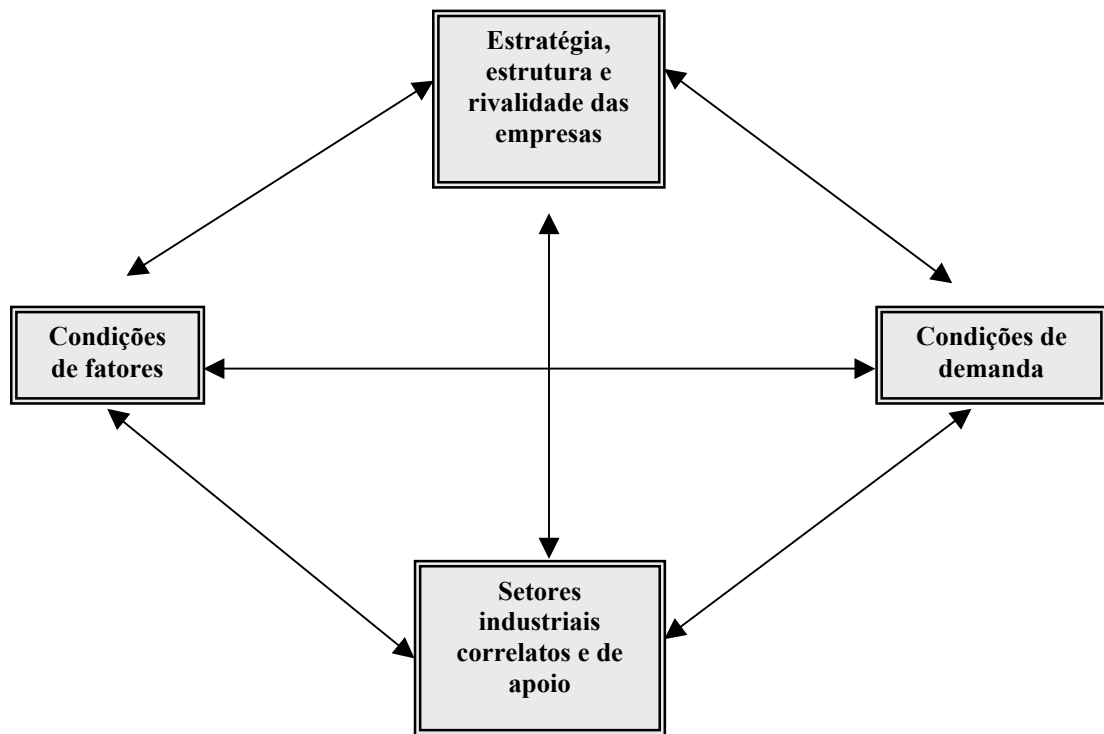 Estratégia,
estrutura e
rivalidade das
empresas
Condições
de fatores
Condições de
demanda
Setores
industriais
correlatos e de
apoio